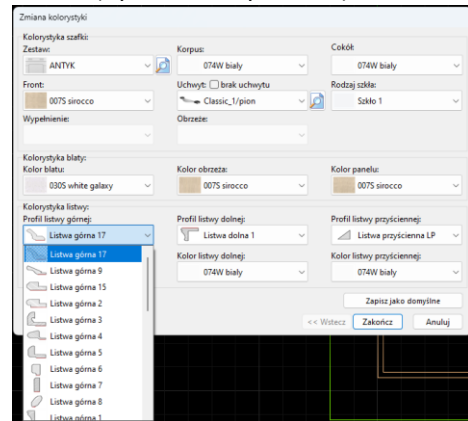 Zmiana kolorystyki
Kolorystyka szafki:
Zestaw: Korpus: Cokół:
ANTYK 074W biały 074W biały
Front: Uchwyt: brak uchwytu Rodzaj szkła:
007S sirocco Classic_1/pion Szkło 1
Wypełnienie: Obrzeże:
Kolorystyka blaty:
Kolor blatu: Kolor obrzeża: Kolor panelu:
030S white galaxy 007S sirocco 007S sirocco
Kolorystyka listwy:
Profil listwy górnej: Profil listwy dolnej: Profil listwy przyściennej:
Listwa górna 17 Listwa dolna 1 Listwa przyścienna LP
Listwa górna 17 Kolor listwy dolnej: Kolor listwy przyściennej:
Listwa górna 9 074W biały 074W biały
Listwa górna 15
Listwa górna 2 Zapisz jako domyślne
Listwa górna 3 << Wstecz Zakończ Anuluj
Listwa górna 4
Listwa górna 5
Listwa górna 6
Listwa górna 7
Listwa górna 8
Listwa górna 1